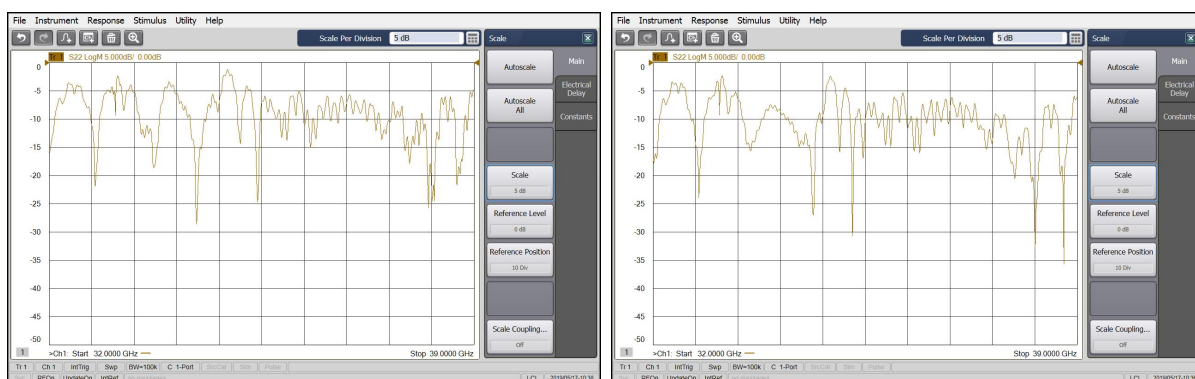 File Instrument Response Stimulus Utility Help
Scale Per Division 5 dB
Scale
Tr 1 S22 LogM 5.000dB/ 0.00dB
0
-5
-10
-15
-20
-25
-30
-35
-40
-45
-50
1 >Ch1: Start 32.0000 GHz
Stop 39.0000 GHz
Autoscale
Autoscale
All
Scale
5 dB
Reference Level
0 dB
Reference Position
10 Div
Scale Coupling...
Off
Main
Electrical
Delay
Constants
Tr 1 Ch 1 IntTrig Swp BW=100k C 1-Port SrcCal Sim Pulse
LCL
File Instrument Response Stimulus Utility Help
Scale Per Division 5 dB
Scale
Tr 1 S22 LogM 5.000dB/ 0.00dB
0
-5
-10
-15
-20
-25
-30
-35
-40
-45
-50
1 >Ch1: Start 32.0000 GHz
Stop 39.0000 GHz
Autoscale
Autoscale
All
Scale
5 dB
Reference Level
0 dB
Reference Position
10 Div
Scale Coupling...
Off
Main
Electrical
Delay
Constants
Tr 1 Ch 1 IntTrig Swp BW=100k C 1-Port SrcCal Sim Pulse
LCL